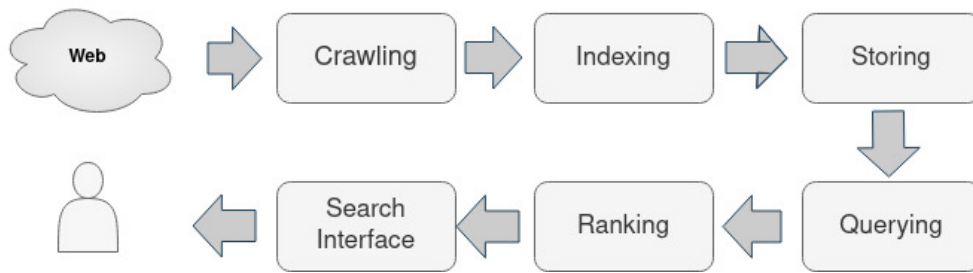 Web
Crawling
Indexing
Storing
Search
Interface
Ranking
Querying